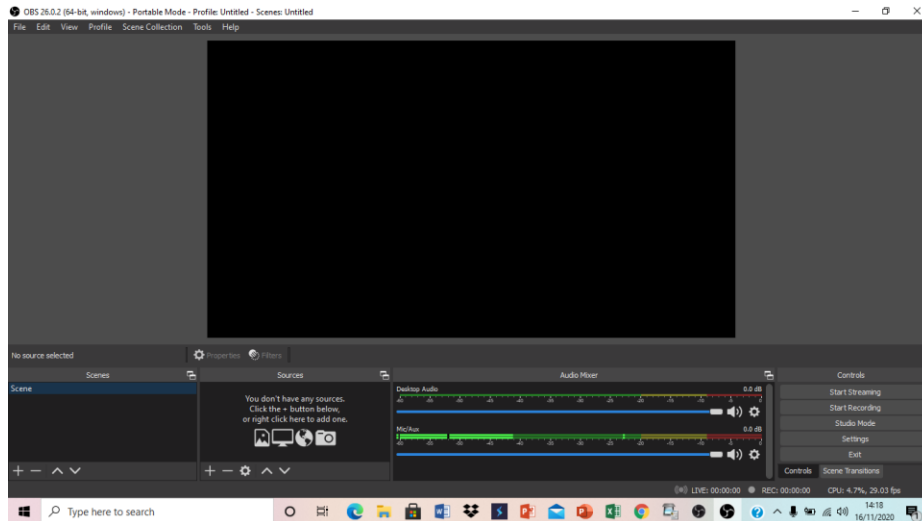 OBS 26.0.2 (64-bit, windows) - Portable Mode - Profile: Untitled - Scenes: Untitled
File Edit View Profile Scene Collection Tools Help
No source selected
Properties Filters
Scenes
Scene
Sources
You don't have any sources.
Click the + button below,
or right click here to add one.
Audio Mixer
Desktop Audio 0.0 dB
Mic/Aux 0.0 dB
Controls
Start Streaming
Start Recording
Studio Mode
Settings
Exit
Controls Scene Transitions
LIVE: 00:00:00 REC: 00:00:00 CPU: 4.7%, 29.03 fps
Type here to search
14:18
16/11/2020